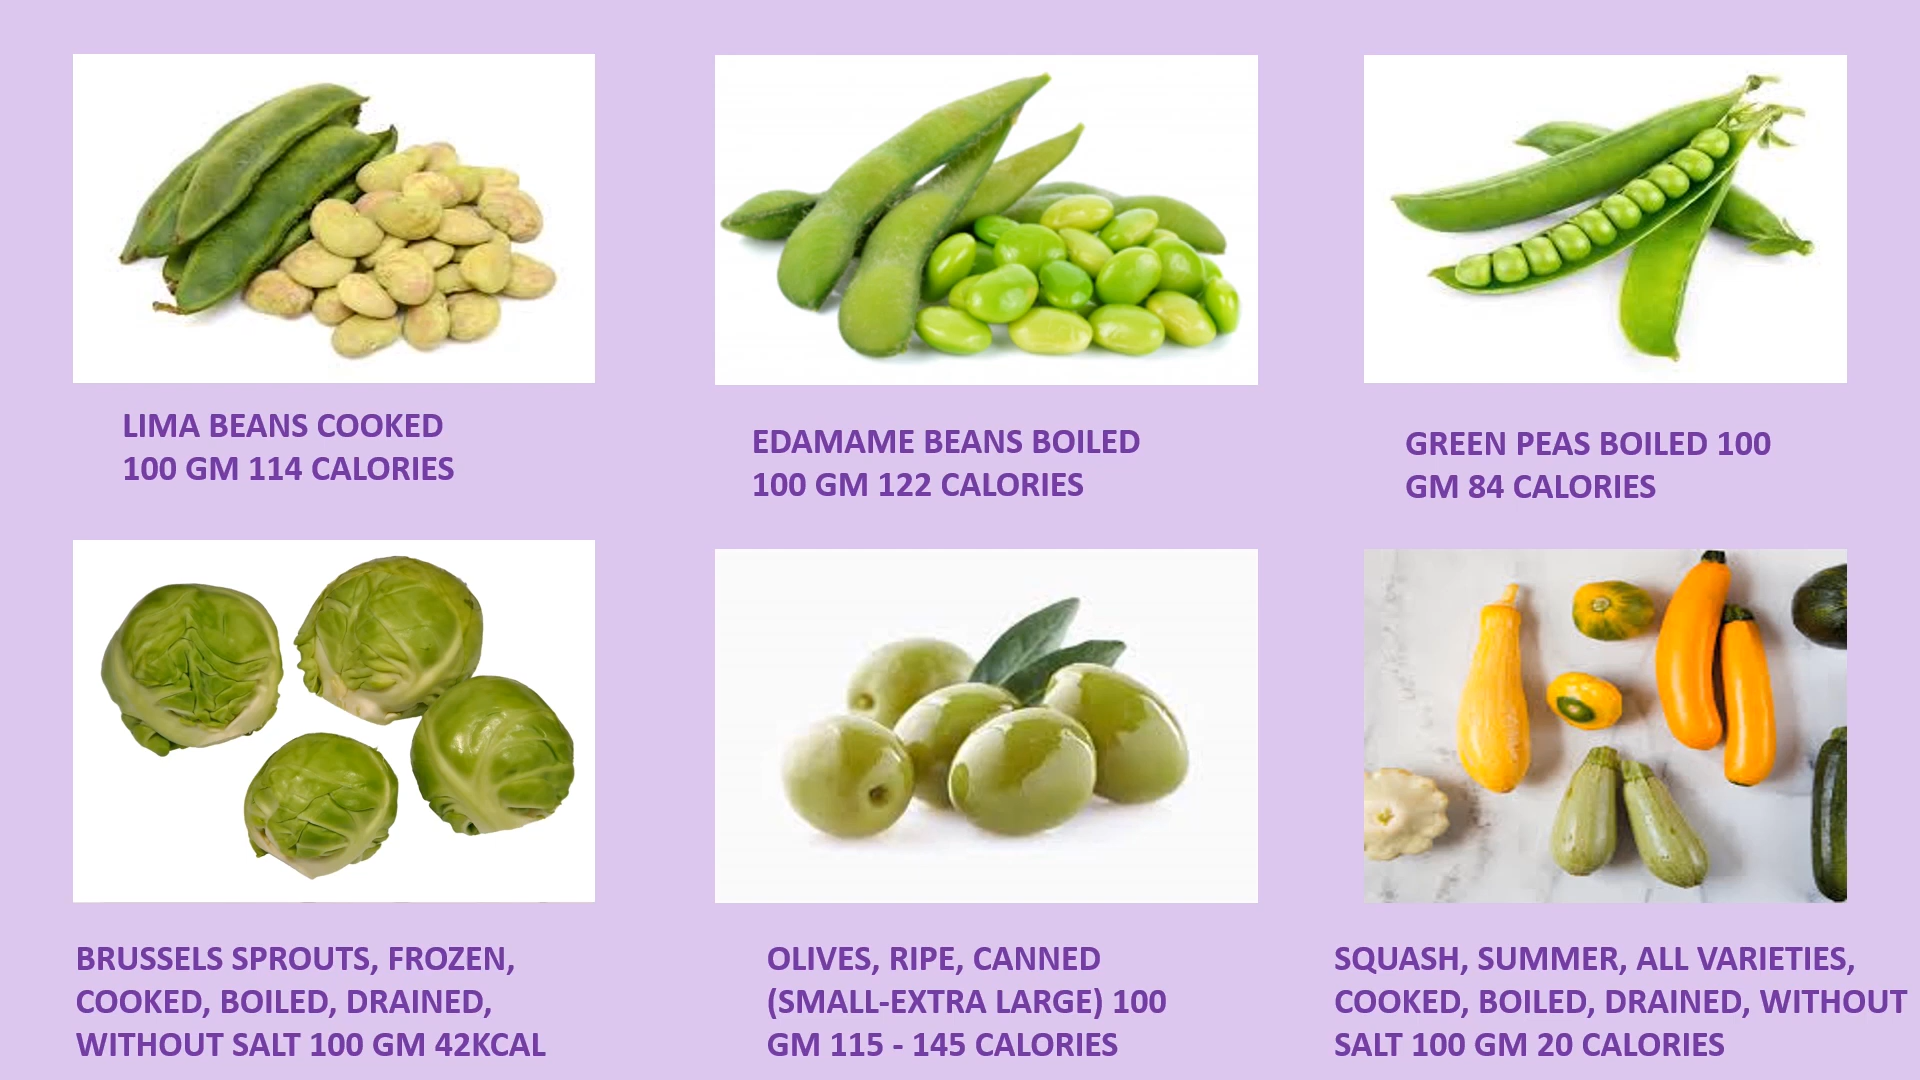 LIMA BEANS COOKED
100 GM 114 CALORIES
EDAMAME BEANS BOILED
100 GM 122 CALORIES
GREEN PEAS BOILED 100
GM 84 CALORIES
BRUSSELS SPROUTS, FROZEN,
COOKED, BOILED, DRAINED,
WITHOUT SALT 100 GM 42KCAL
OLIVES, RIPE, CANNED
(SMALL-EXTRA LARGE) 100
GM 115 - 145 CALORIES
SQUASH, SUMMER, ALL VARIETIES,
COOKED, BOILED, DRAINED, WITHOUT
SALT 100 GM 20 CALORIES